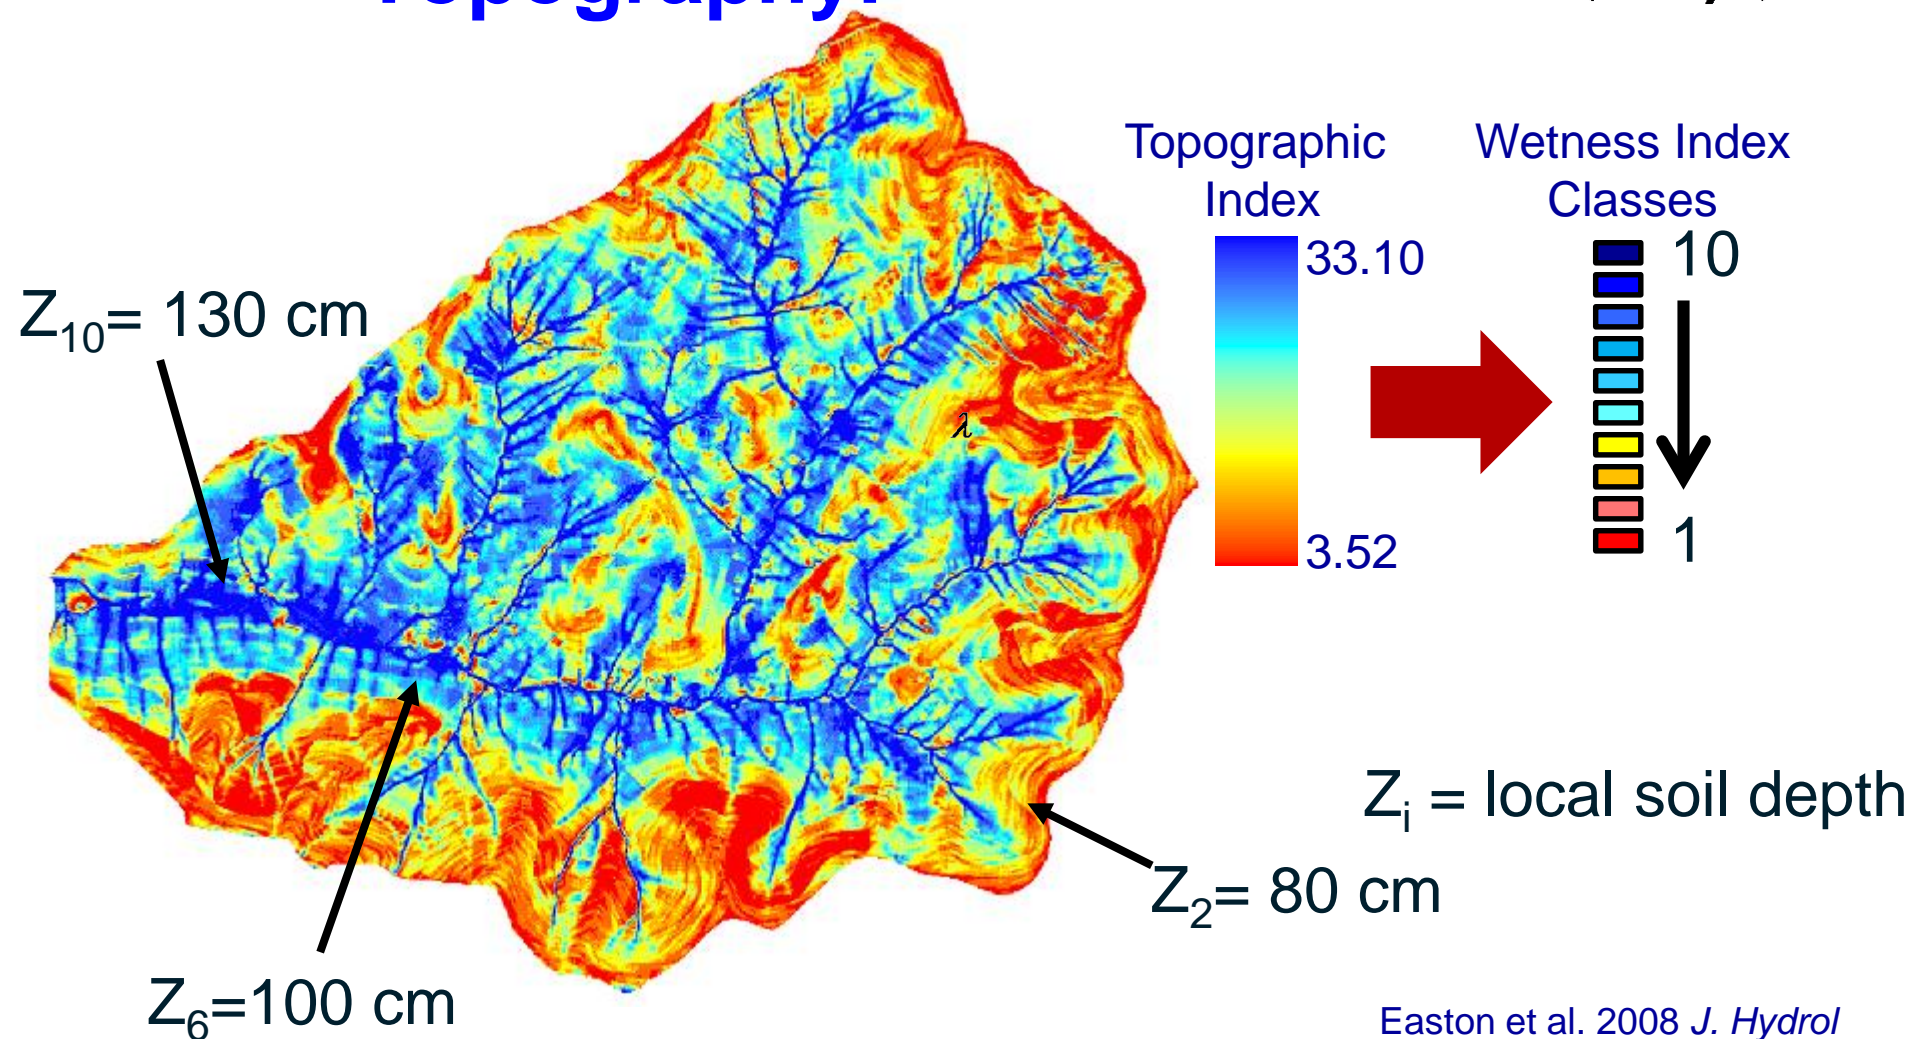 Topography:
Topographic
Index
33.10
3.52
Wetness Index
Classes
10
1
Z10= 130 cm
λ
Zi = local soil depth
Z2= 80 cm
Z6=100 cm
Easton et al. 2008 J. Hydrol